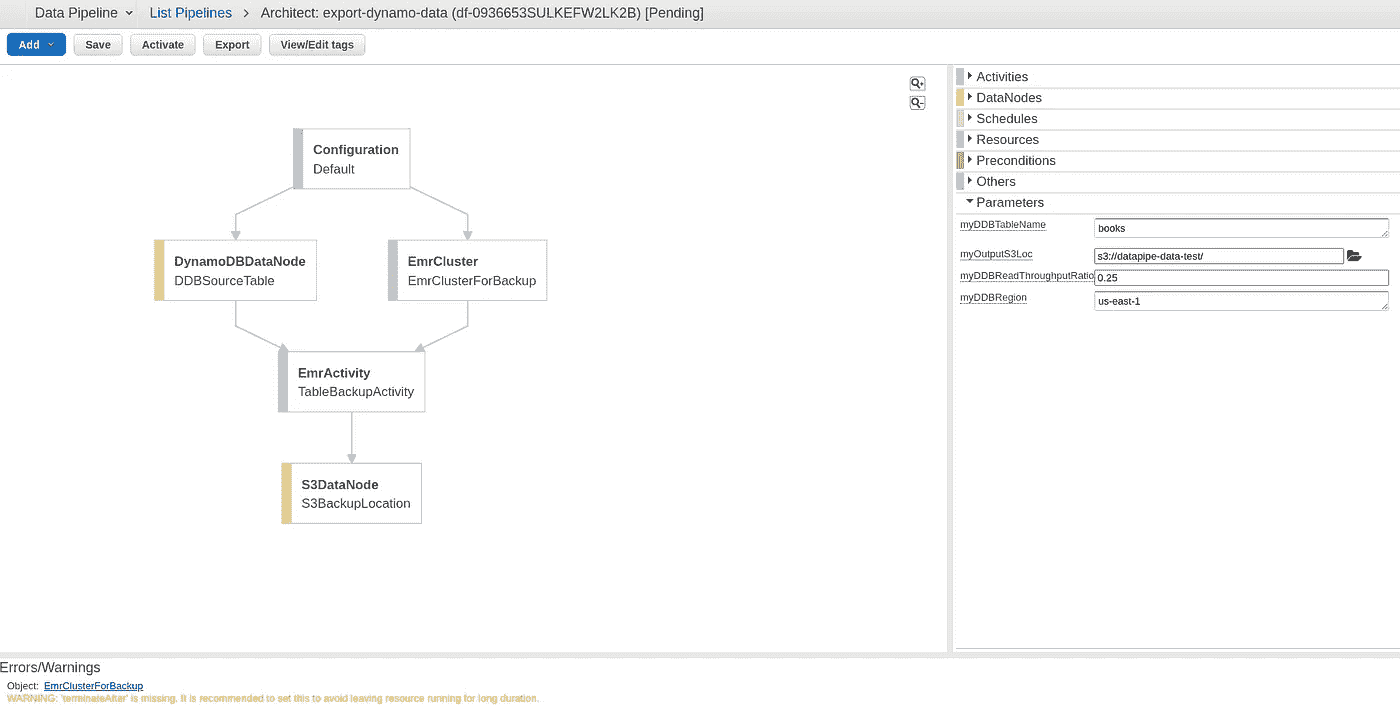 Data Pipeline List Pipelines > Architect: export-dynamo-data (df-0936653SULKEFW2LK2B) [Pending]
Add Save Activate Export View/Edit tags
Configuration
Default
DynamoDBDataNode
DDBSourceTable
EmrCluster
EmrClusterForBackup
EmrActivity
TableBackupActivity
S3DataNode
S3BackupLocation
Activities
DataNodes
Schedules
Resources
Preconditions
Others
Parameters
myDDBTableName books
myOutputS3Loc s3://datapipe-data-test/
myDDBReadThroughputRatio 0.25
myDDBRegion us-east-1
Errors/Warnings
Object: EmrClusterForBackup
WARNING: 'terminateAfter' is missing. It is recommended to set this to avoid leaving resource running for long duration.